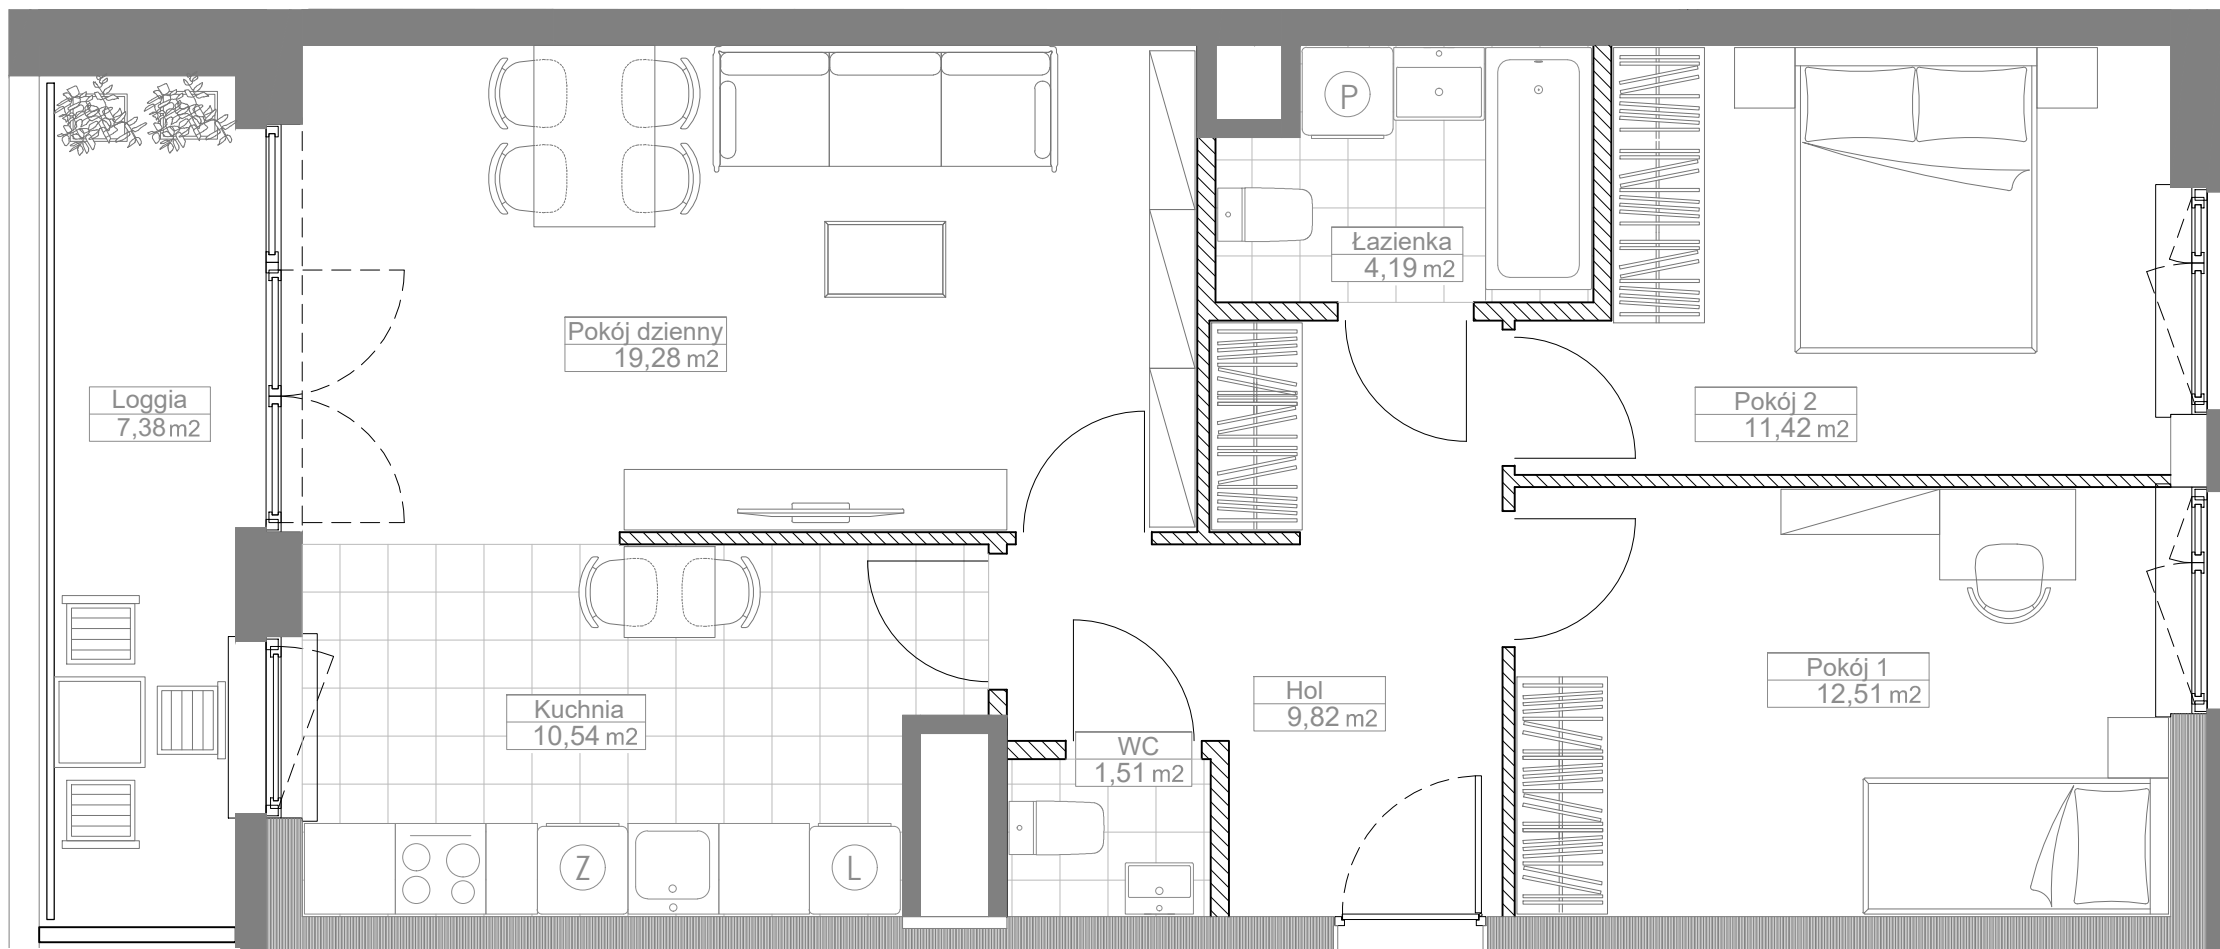 P
Łazienka
4,19 m2
Pokój dzienny
19,28 m2
Loggia
7,38 m2
Pokój 2
11,42 m2
Pokój 1
12,51 m2
Hol
9,82 m2
Kuchnia
10,54 m2
WC
1,51 m2
Z
L